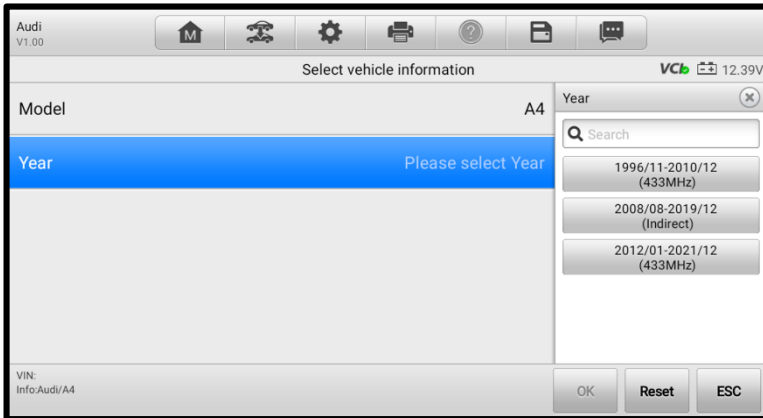 Audi
V1.00
M
?
Select vehicle information
VCI
12.39V
Model
A4
Year
Please select Year
Year
Search
1996/11-2010/12
(433MHz)
2008/08-2019/12
(Indirect)
2012/01-2021/12
(433MHz)
VIN:
Info:Audi/A4
OK
Reset
ESC